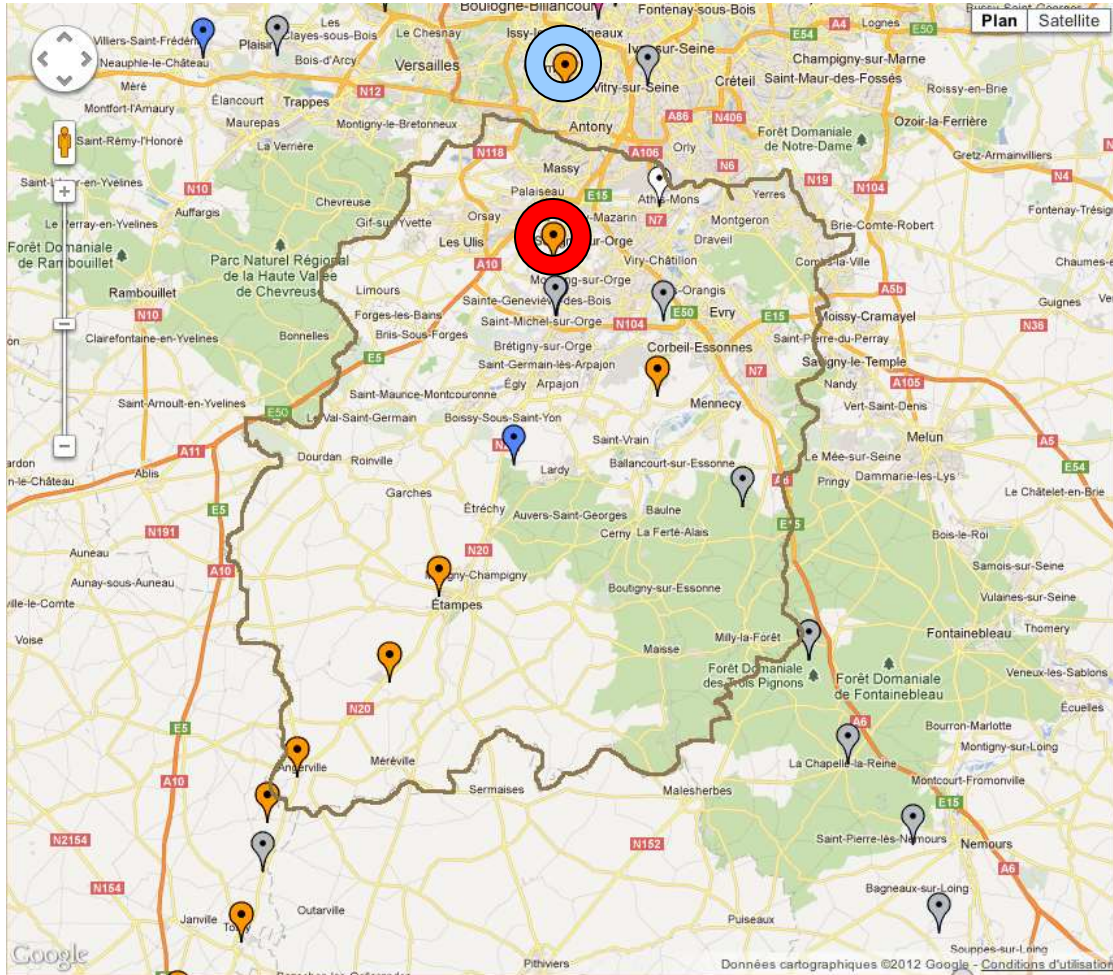 Boulogne-Billancourt
Fontenay-sous-Bois
Plan
Satellite
Les
Clayes-sous-Bois
Le Chesnay
Issy-les-Moulineaux
Lognes
E54
E50
A4
Villiers-Saint-Frédéric
Plaisir
Bois-d'Arcy
Versailles
Ivry-sur-Seine
Champigny-sur-Marne
Neauphle-le-Château
Créteil
Saint-Maur-des-Fossés
Vitry-sur-Seine
Roissy-en-Brie
Méré
Élancourt
Trappes
N12
Montfort-l'Amaury
Maurepas
Montigny-le-Bretonneux
Antony
A86
N406
Ozoir-la-Ferrière
Forêt Domaniale
de Notre-Dame
Saint-Rémy-l'Honoré
La Verrière
N118
A106
Orly
N6
Massy
Gretz-Armainvilliers
N4
N19
N104
N10
Chevreuse
Palaiseau
E15
Athis-Mons
Yerres
Auffargis
Gif-sur-Yvette
Orsay
N7
Montgeron
Brie-Comte-Robert
Fontenay-Trésig
Le Perray-en-Yvelines
Les Ulis
Draveil
Forêt Domaniale
de Rambouillet
Parc Naturel Régional
de la Haute Vallée
de Chevreuse
A10
Viry-Châtillon
Combs-la-Ville
Chaumes-e
Rambouillet
Limours
Sainte-Geneviève-des-Bois
A5b
Guignes
N10
Forges-les-Bains
Saint-Michel-sur-Orge
N104
E50
Evry
E15
Moissy-Cramayel
N36
Clairefontaine-en-Yvelines
Bonnelles
Briis-Sous-Forges
Brétigny-sur-Orge
Corbeil-Essonnes
Saint-Pierre-du-Perray
E5
Saint-Germain-lès-Arpajon
Savigny-le-Temple
Égly
Arpajon
N7
Nandy
A105
Saint-Arnoult-en-Yvelines
Saint-Maurice-Montcouronne
Mennecy
Vert-Saint-Denis
E50
Le Val-Saint-Germain
Boissy-Sous-Saint-Yon
A11
Saint-Vrain
Melun
A5
Dourdan
Roinville
Lardy
Ballancourt-sur-Essonne
Le Mée-sur-Seine
Dammarie-les-Lys
E54
Ablis
n-le-Château
A6
Pringy
Le Châtelet-en-Brie
Garches
E5
Étréchy
Auvers-Saint-Georges
Baulne
Cerny
La Ferté-Alais
E15
N191
Bois-le-Roi
Auneau
N20
A10
Samois-sur-Seine
Aunay-sous-Auneau
Boutigny-sur-Essonne
Vulaines-sur-Seine
ville-le-Comte
Étampes
Voise
Milly-la-Forêt
Fontainebleau
Thomery
Maisse
Forêt Domaniale
des Trois Pignons
Forêt Domaniale
de Fontainebleau
Veneux-les-Sablons
N20
Écuelles
E5
A6
Bourron-Marlotte
Angerville
Méréville
Montigny-sur-Loing
La Chapelle-la-Reine
A10
Sermaises
Malesherbes
Montcourt-Fromonville
E15
N2154
N152
Saint-Pierre-lès-Nemours
Nemours
A6
N154
Bagneaux-sur-Loing
Janville
Outarville
Toury
Puiseaux
Souppes-sur-Loing
Pithiviers
Google
Données cartographiques ©2012 Google - Conditions d'utilisation